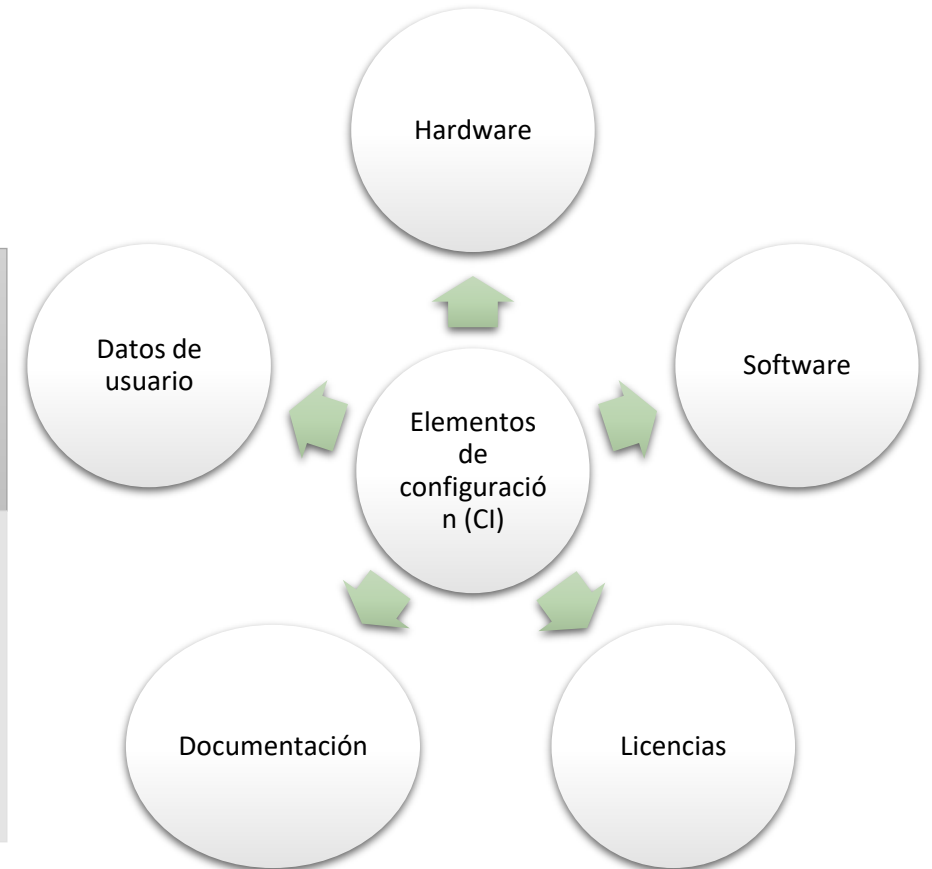 Hardware
Datos de
usuario
Software
Elementos
de
configuració
n (CI)
Documentación
Licencias